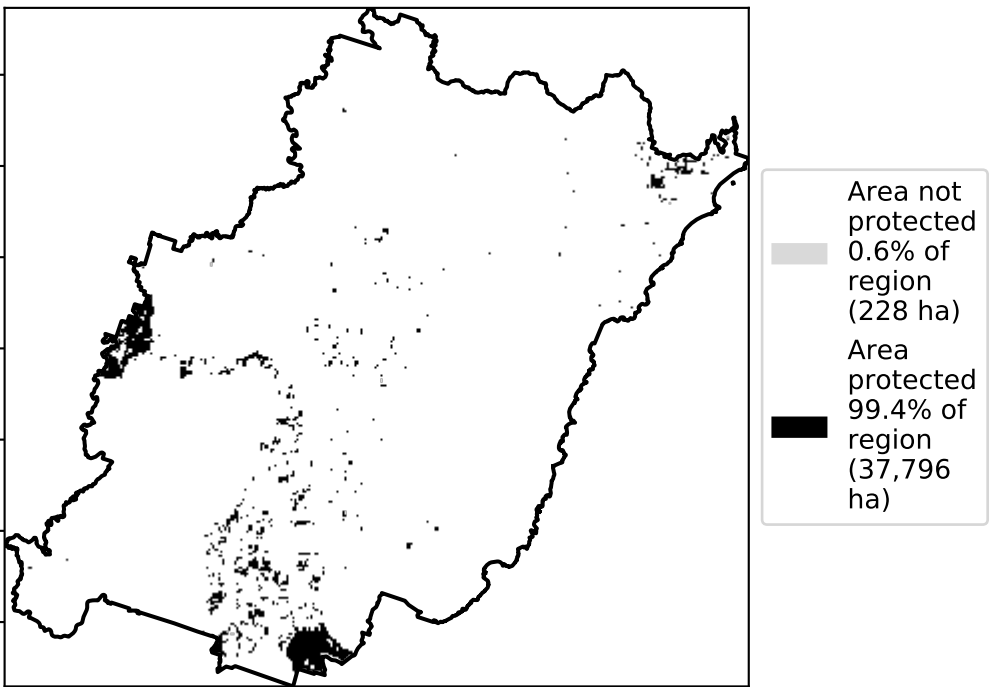 Area not
protected
0.6% of
region
(228 ha)
Area
protected
99.4% of
region
(37,796
ha)